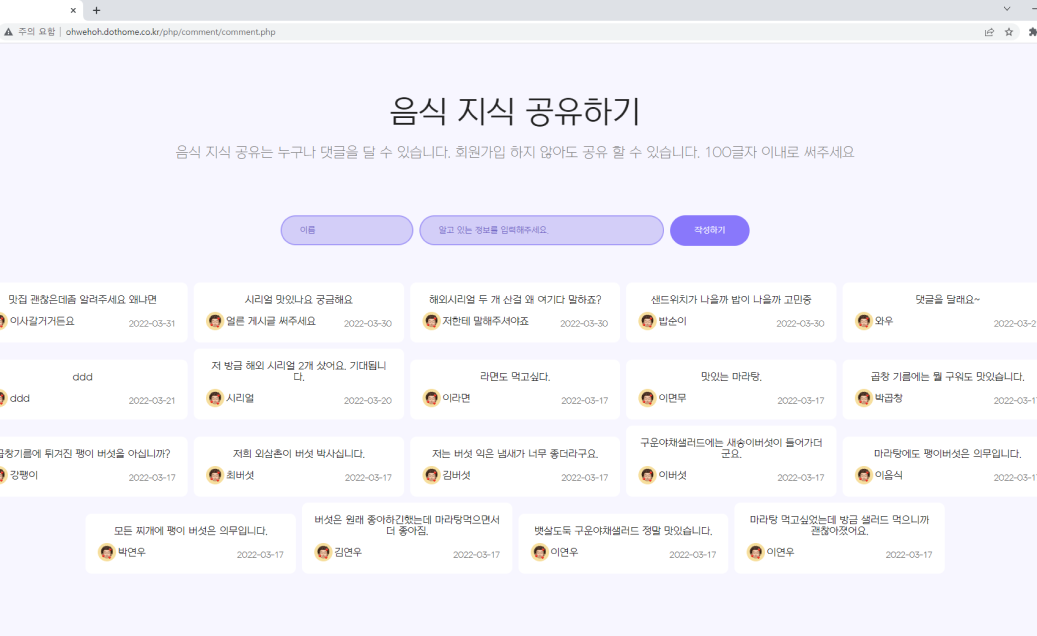 주의 요함 | ohwehoh.dothome.co.kr/php/comment/comment.php
음식 지식 공유하기
음식 지식 공유는 누구나 댓글을 달 수 있습니다. 회원가입 하지 않아도 공유 할 수 있습니다. 100글자 이내로 써주세요
이름
알고 있는 정보를 입력해주세요
작성하기
맛집 괜찮은데좀 알려주세요 왜냐면
이사갈거거든요 2022-03-31
시리얼 맛있나요 궁금해요
얼른 게시글 써주세요 2022-03-30
해외시리얼 두 개 산걸 왜 여기다 말하죠?
저한테 말해주셔야죠 2022-03-30
샌드위치가 나을까 밥이 나을까 고민중
밥순이 2022-03-30
댓글을 달래요~
와우 2022-03-2
ddd
ddd 2022-03-21
저 방금 해외 시리얼 2개 샀어요. 기대됩니
다.
시리얼 2022-03-20
라면도 먹고싶다.
이라면 2022-03-17
맛있는 마라탕.
이면무 2022-03-17
곱창 기름에는 뭘 구워도 맛있습니다.
박곱창 2022-03-17
곱창기름에 튀겨진 팽이 버섯을 아십니까?
강팽이 2022-03-17
저희 외삼촌이 버섯 박사십니다.
최버섯 2022-03-17
저는 버섯 익은 냄새가 너무 좋더라구요.
김버섯 2022-03-17
구운야채샐러드에는 새송이버섯이 들어가더
군요.
이버섯 2022-03-17
마라탕에도 팽이버섯은 의무입니다.
이음식 2022-03-17
모든 찌개에 팽이 버섯은 의무입니다.
박연우 2022-03-17
버섯은 원래 좋아하긴했는데 마라탕먹으면서
더 좋아짐.
김연우 2022-03-17
뱃살도둑 구운야채샐러드 정말 맛있습니다.
이연우 2022-03-17
마라탕 먹고싶었는데 방금 샐러드 먹으니까
괜찮아졌어요.
이연우 2022-03-17